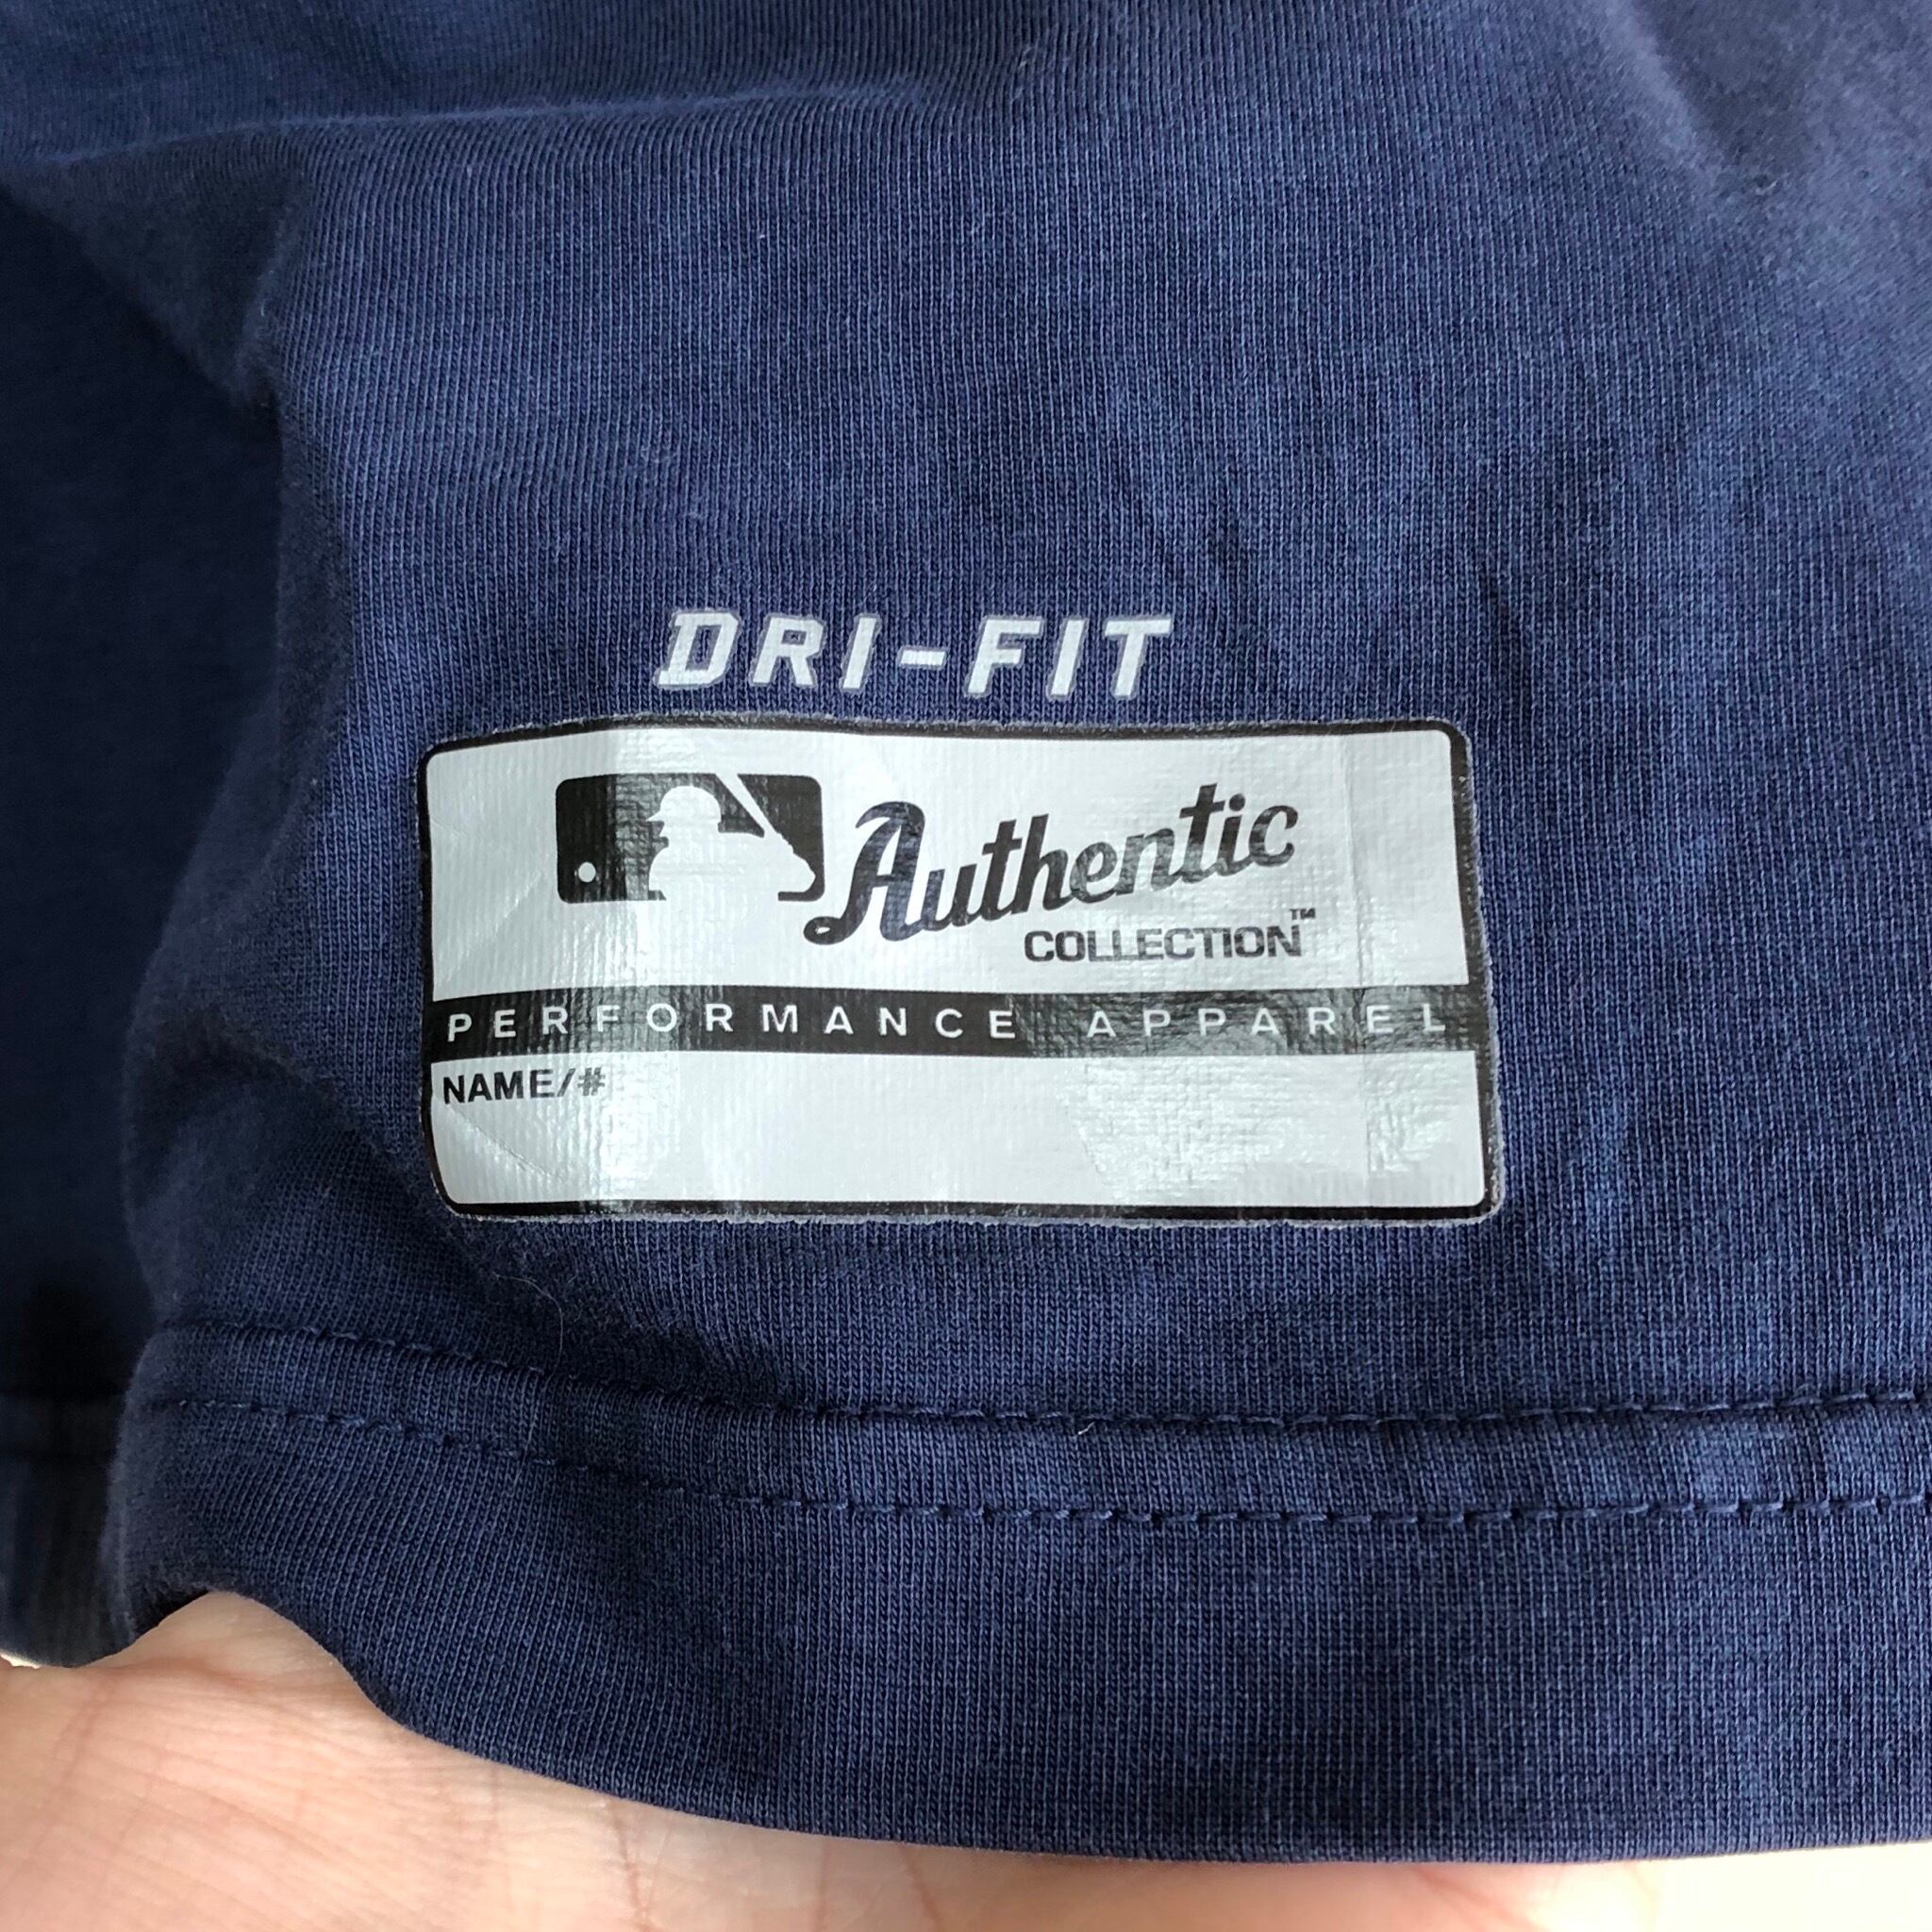 DRI-FIT
Authentic
COLLECTION™
PERFORMANCE APPAREL
NAME/#